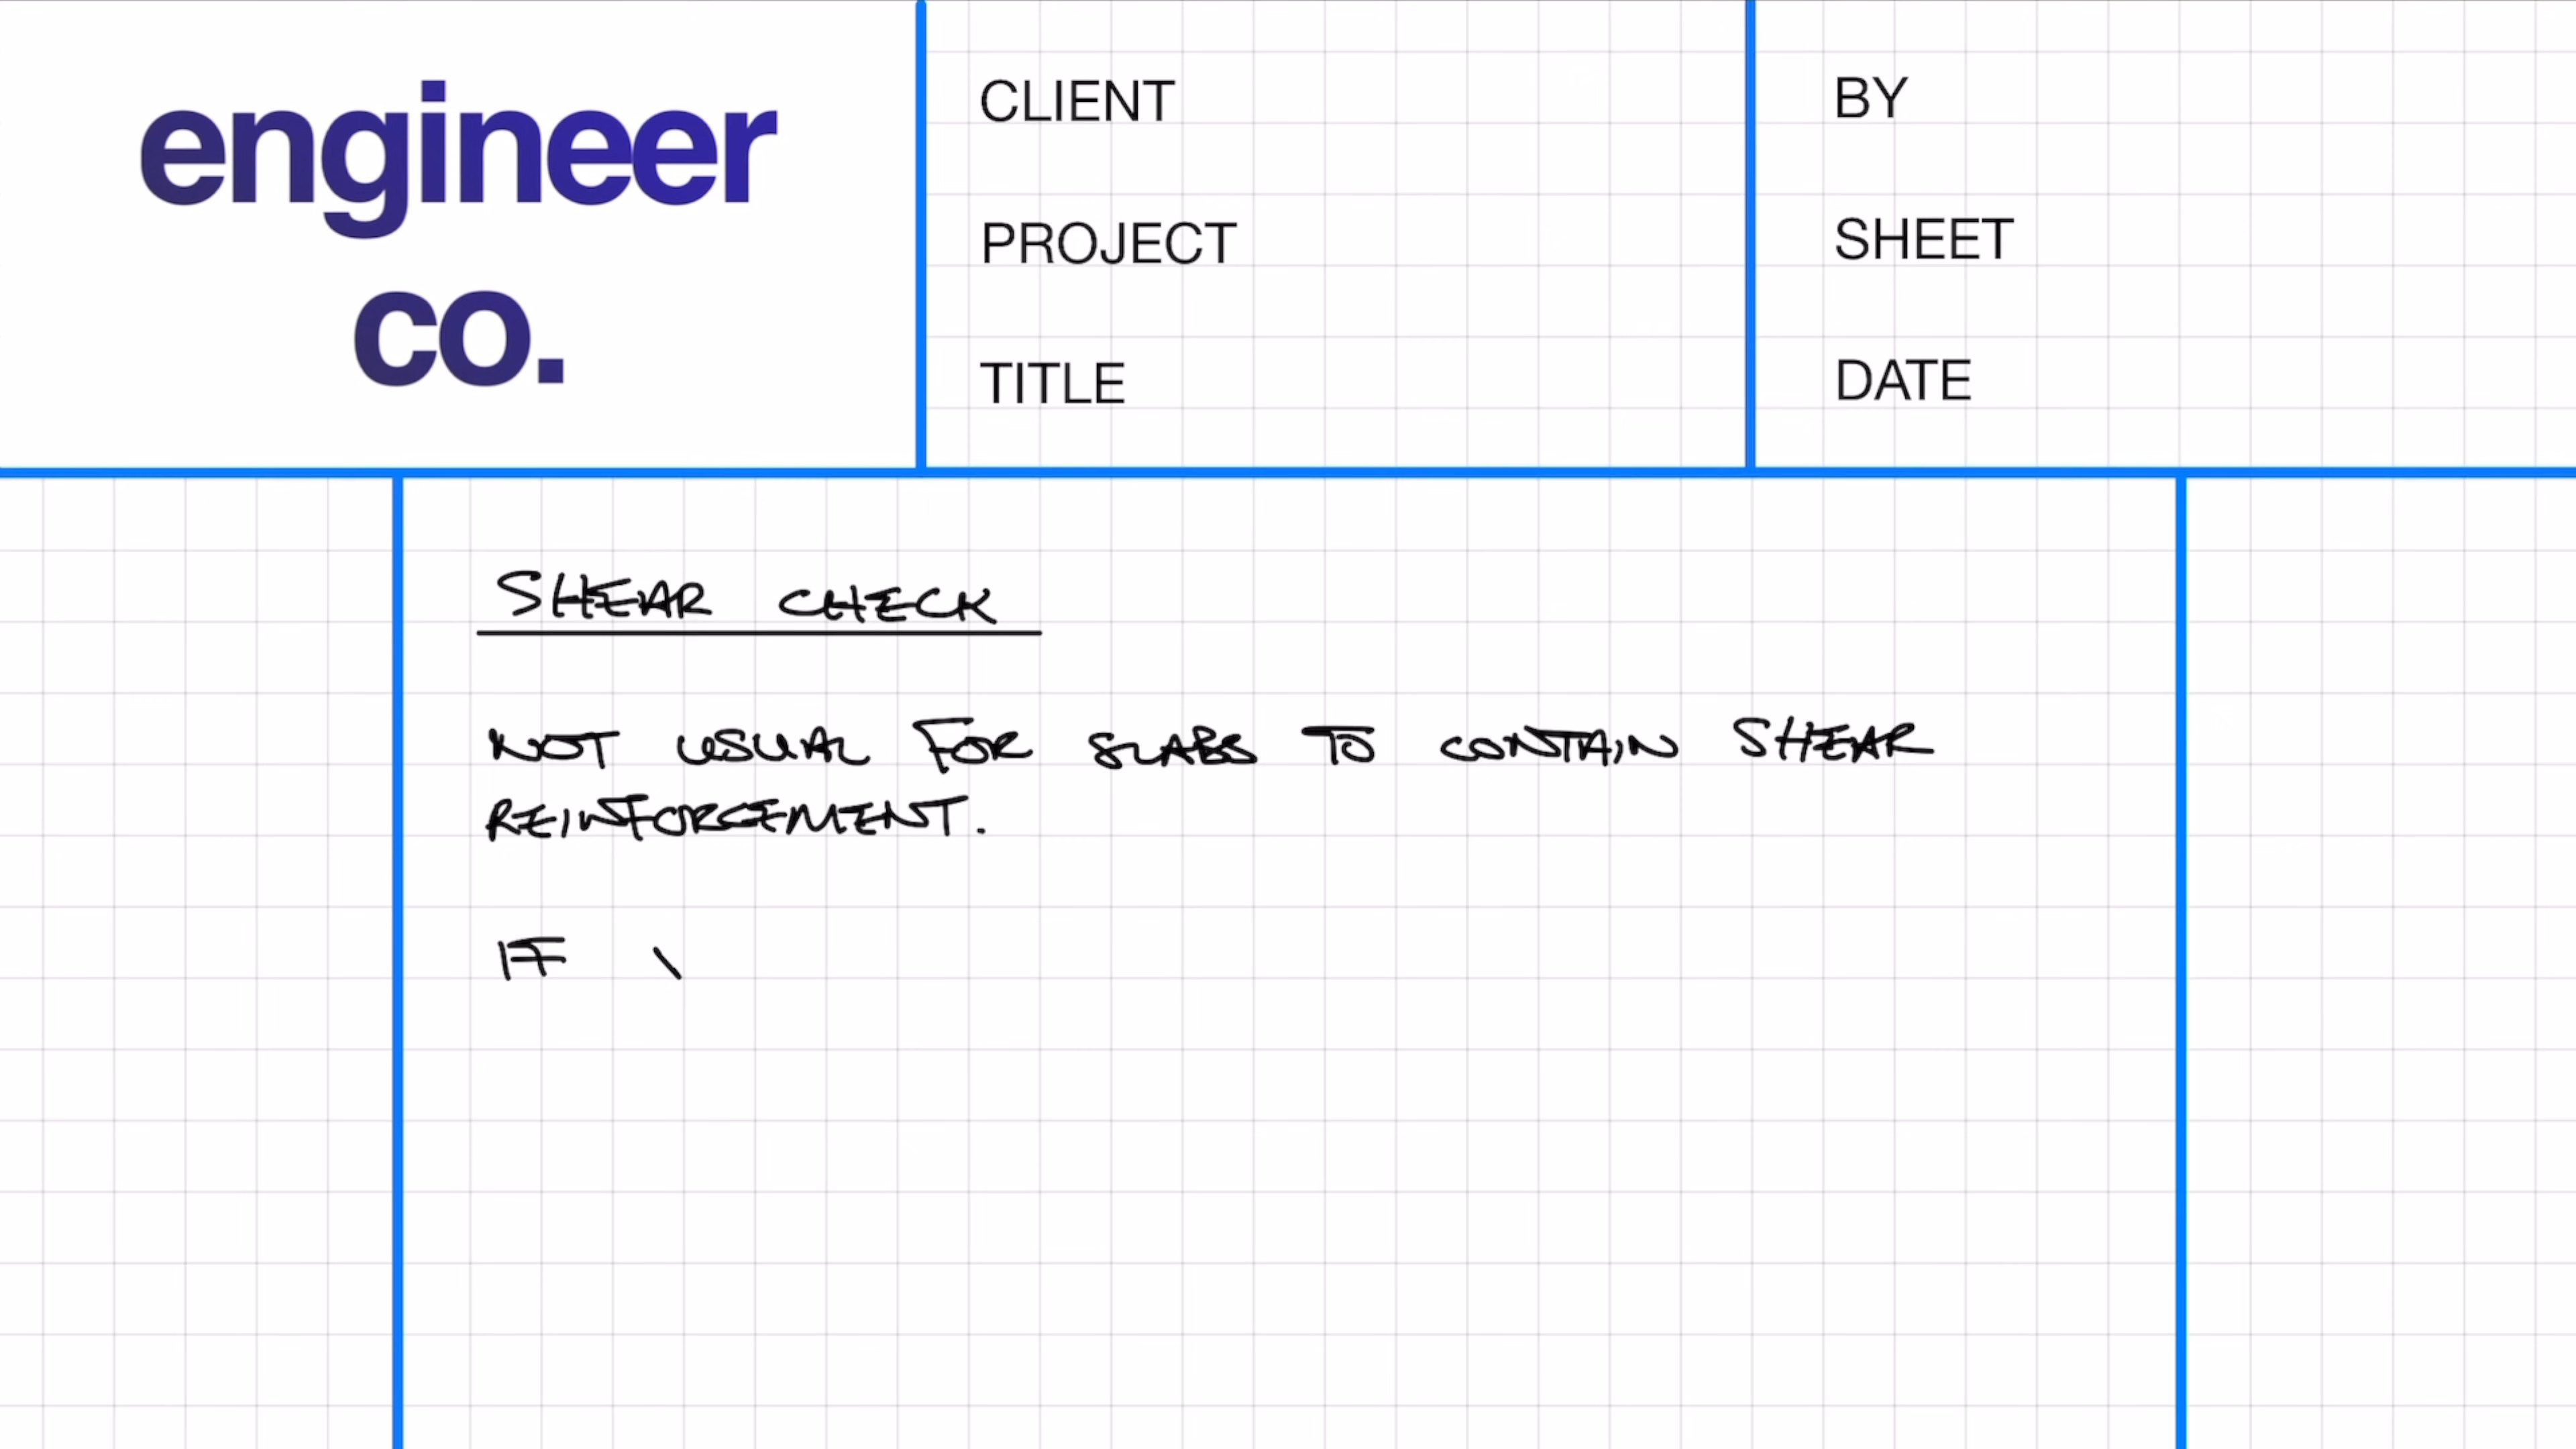 engineer
co.
CLIENT
PROJECT
TITLE
BY
SHEET
DATE
SHEAR CHECK
NOT USUAL FOR SLABS TO CONTAIN SHEAR
REINFORCEMENT.
IF